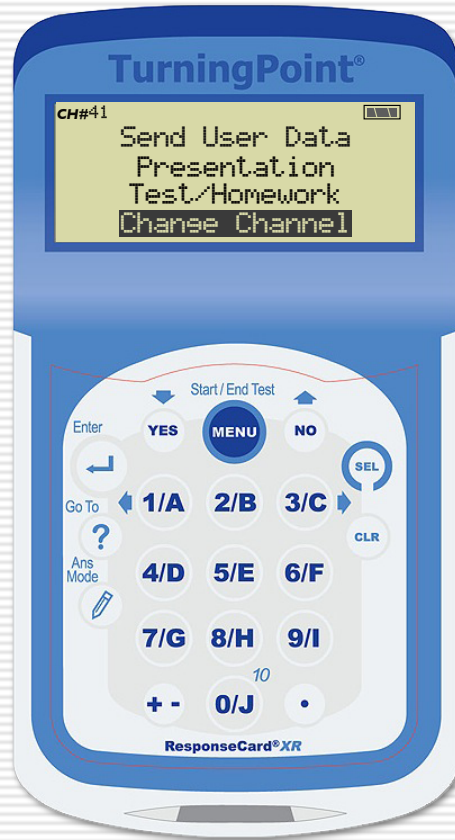 TurningPoint®
CH#41
Send User Data
Presentation
Test/Homework
Change Channel
Start / End Test
Enter
YES
MENU
NO
SEL
Go To
1/A
2/B
3/C
?
CLR
Ans
Mode
4/D
5/E
6/F
7/G
8/H
9/I
10
+ -
0/J
•
ResponseCard®XR